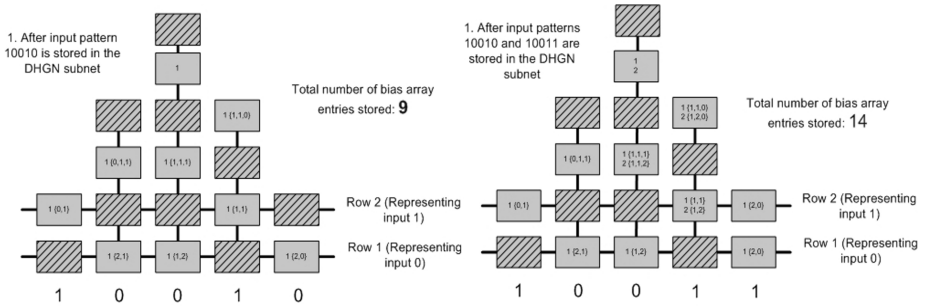 1. After input pattern
10010 is stored in the
DHGN subnet
1
1 {1,1,0}
Total number of bias array
entries stored: 9
1 {0,1,1}
1 {1,1,1}
1 {0,1}
1 {1,1}
Row 2 (Representing
input 1)
1 {2,1}
1 {1,2}
1 {2,0}
Row 1 (Representing
input 0)
1 0 0 1 0
1. After input patterns
10010 and 10011 are
stored in the DHGN
subnet
1
2
1 {1,1,0}
2 {1,2,0}
Total number of bias array
entries stored: 14
1 {0,1,1}
1 {1,1,1}
2 {1,1,2}
1 {0,1}
1 {1,1}
2 {1,2}
1 {2,0}
Row 2 (Representing
input 1)
1 {2,1}
1 {1,2}
1 {2,0}
Row 1 (Representing
input 0)
1 0 0 1 1